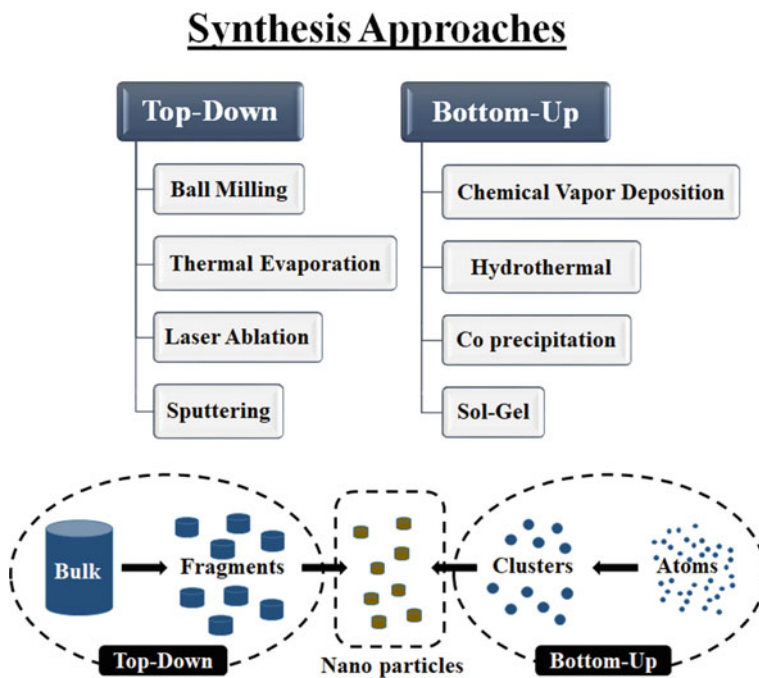 Synthesis Approaches
Top-Down
Ball Milling
Thermal Evaporation
Laser Ablation
Sputtering
Bottom-Up
Chemical Vapor Deposition
Hydrothermal
Co precipitation
Sol-Gel
Bulk
Fragments
Clusters
Atoms
Top-Down
Nano particles
Bottom-Up